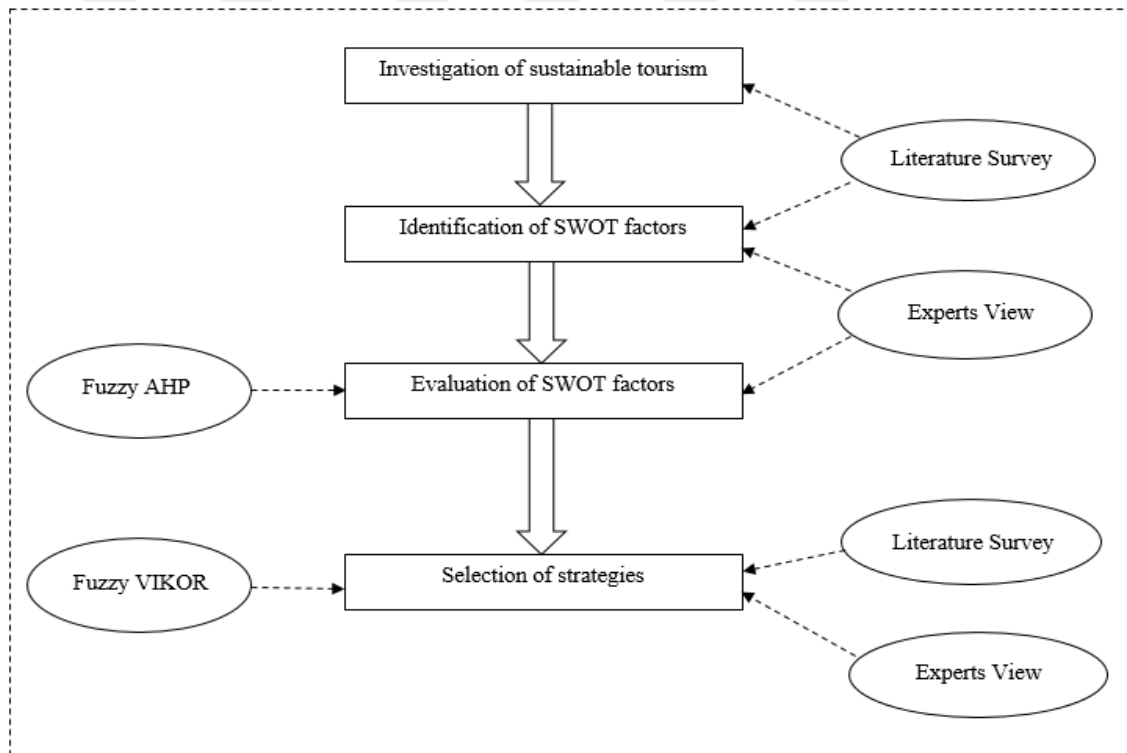 Investigation of sustainable tourism
Literature Survey
Identification of SWOT factors
Experts View
Fuzzy AHP
Evaluation of SWOT factors
Literature Survey
Fuzzy VIKOR
Selection of strategies
Experts View